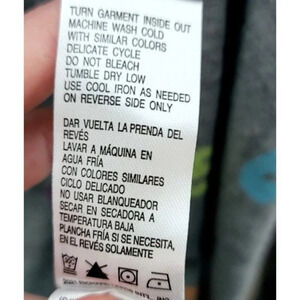 TURN GARMENT INSIDE OUT
MACHINE WASH COLD
WITH SIMILAR COLORS
DELICATE CYCLE
DO NOT BLEACH
TUMBLE DRY LOW
USE COOL IRON AS NEEDED
ON REVERSE SIDE ONLY
DAR VUELTA LA PRENDA DEL
REVÉS
LAVAR A MÁQUINA EN
AGUA FRÍA
CON COLORES SIMILARES
CICLO DELICADO
NO USAR BLANQUEADOR
SECAR EN SECADORA A
TEMPERATURA BAJA
PLANCHA FRÍA SI SE NECESITA,
EN EL REVÉS SOLAMENTE